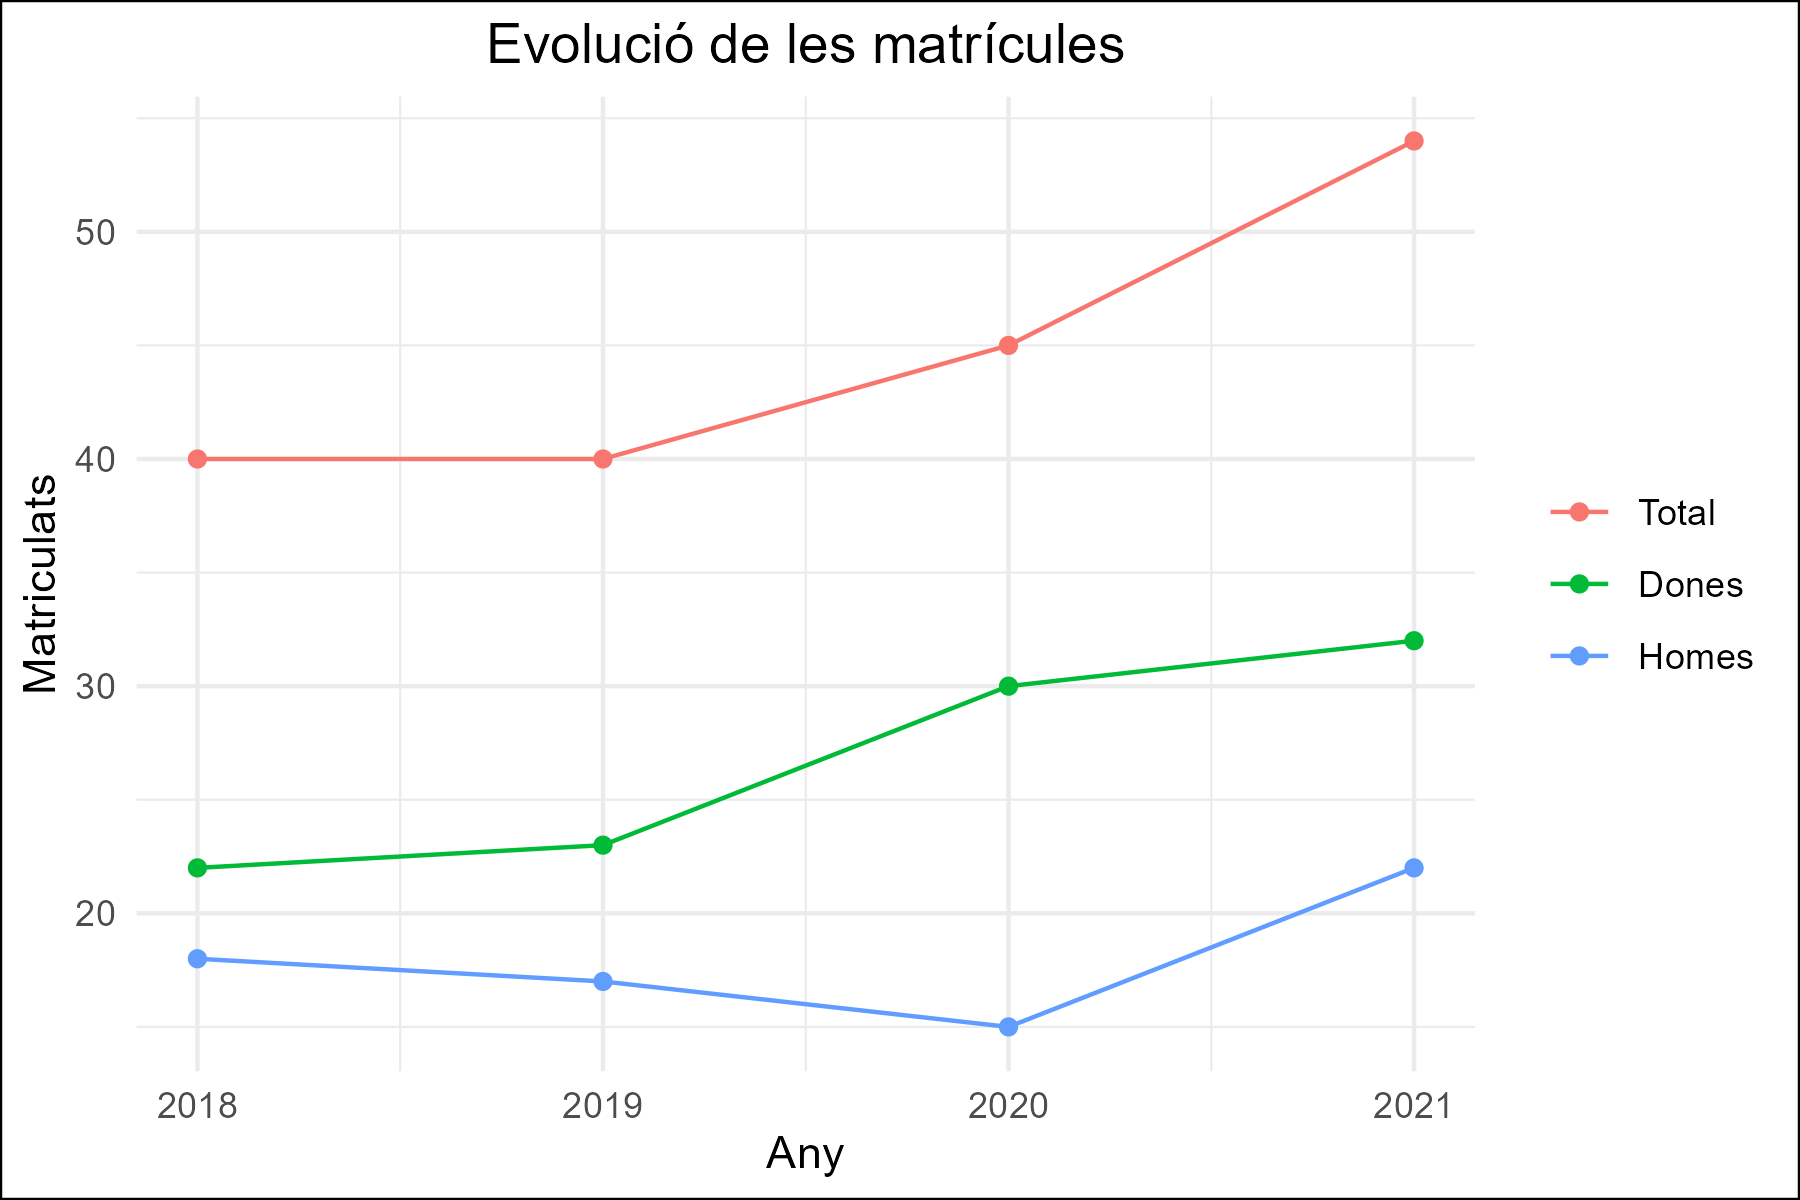 Evolució de les matrícules
Matriculats
50
40
30
20
2018
2019
2020
2021
Any
Total
Dones
Homes